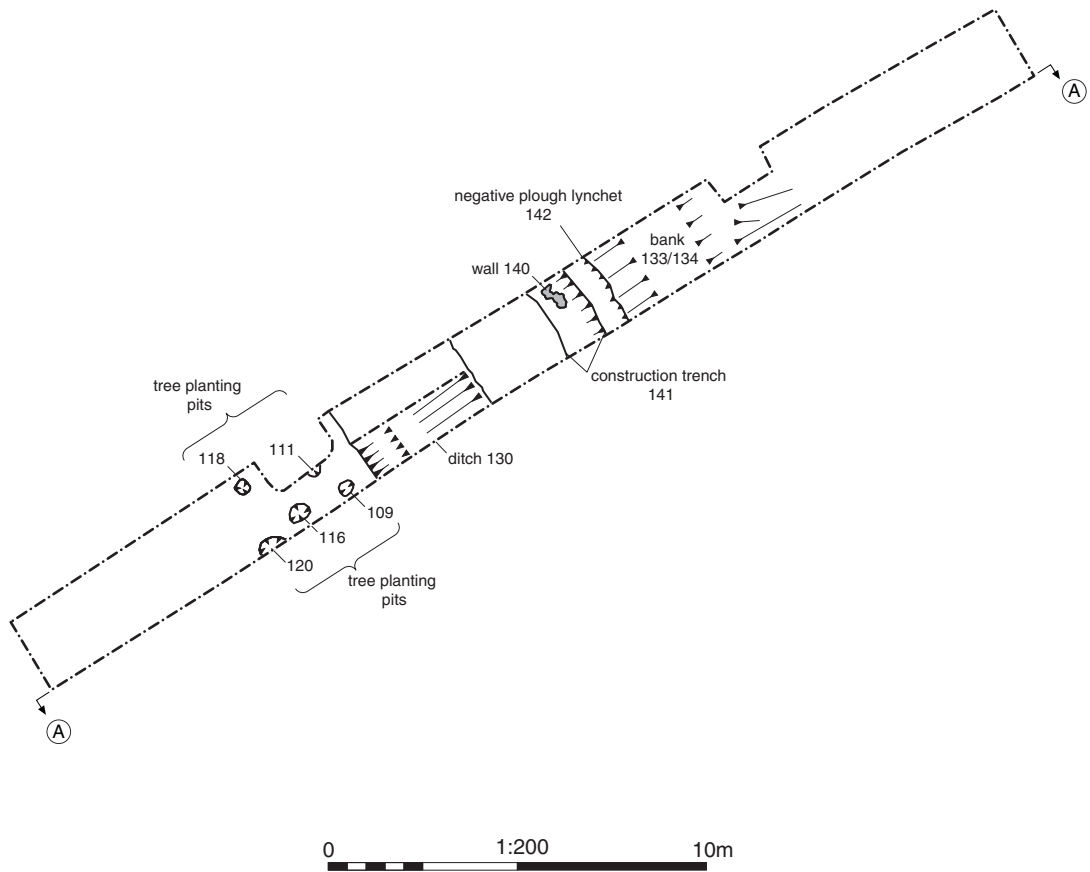 A
negative plough lynchet
142
bank
133/134
wall 140
construction trench
141
tree planting
pits
118
111
ditch 130
109
116
120
tree planting
pits
A
0
1:200
10m